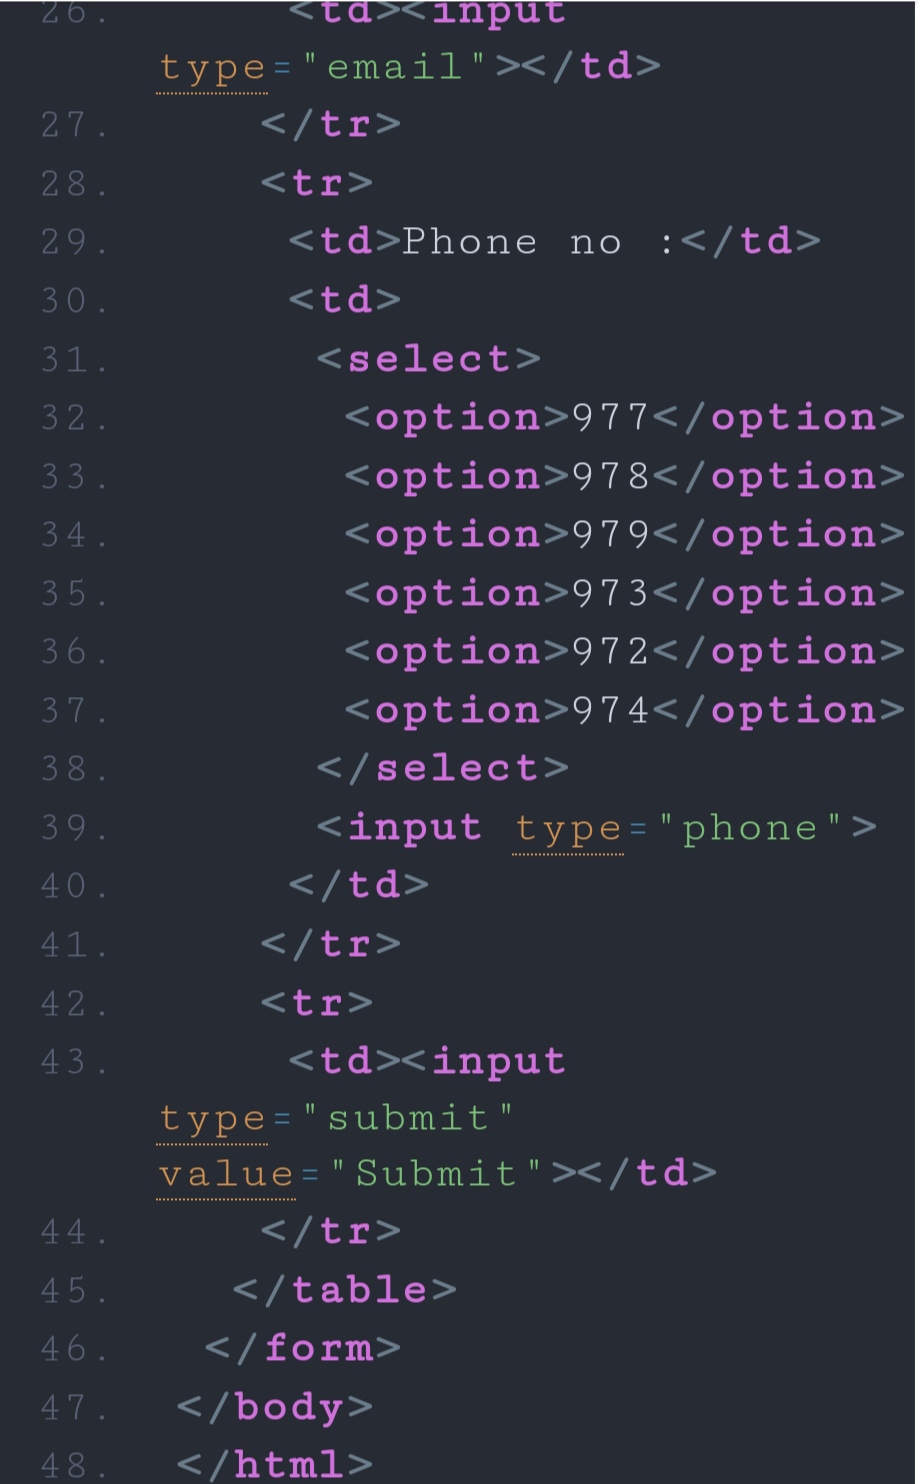 26. <td><input
type="email"></td>
27. </tr>
28. <tr>
29. <td>Phone no :</td>
30. <td>
31. <select>
32. <option>977</option>
33. <option>978</option>
34. <option>979</option>
35. <option>973</option>
36. <option>972</option>
37. <option>974</option>
38. </select>
39. <input type="phone">
40. </td>
41. </tr>
42. <tr>
43. <td><input
type="submit"
value="Submit"></td>
44. </tr>
45. </table>
46. </form>
47. </body>
48. </html>